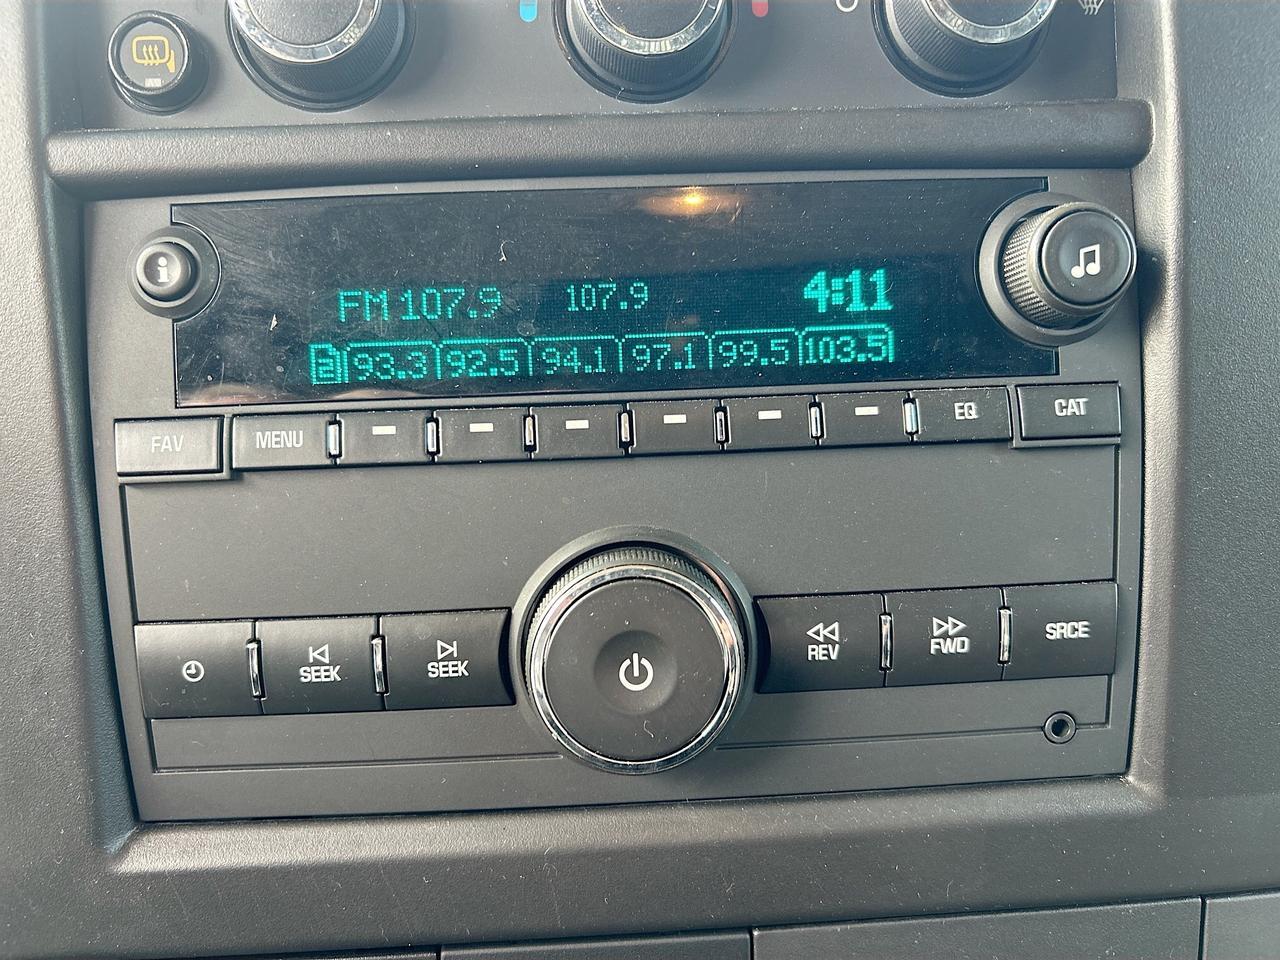 i
FM 107.9 107.9 4:11
2 93.3 92.5 94.1 97.1 99.5 103.5
FAV MENU EQ CAT
SEEK SEEK REV FWD SRCE